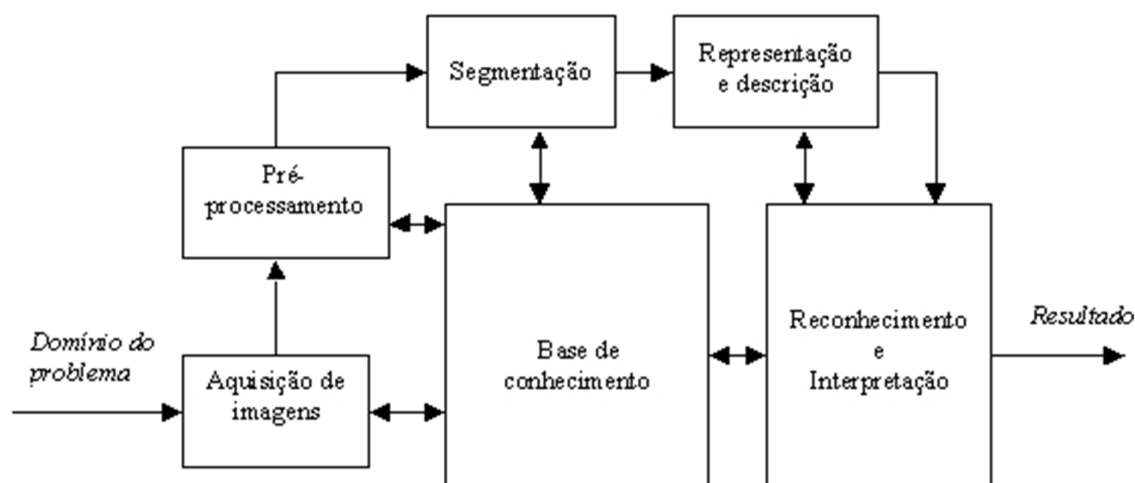 Segmentação
Representação
e descrição
Pré-
processamento
Domínio do
problema
Aquisição de
imagens
Base de
conhecimento
Reconhecimento
e
Interpretação
Resultado